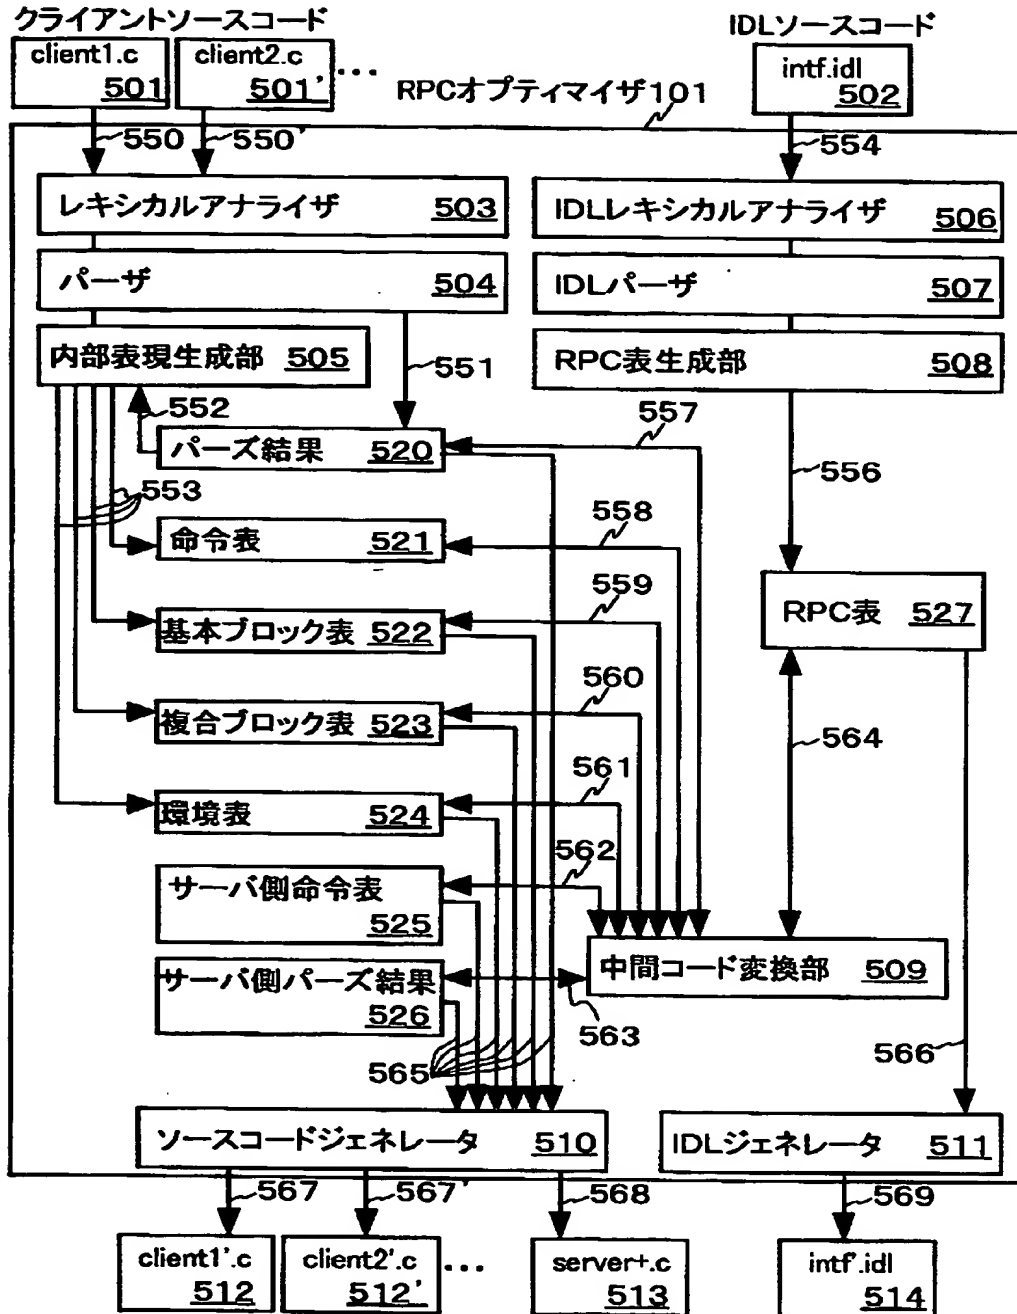 クライアントソースコード
IDLソースコード
client1.c
501
client2.c
501'
...
intf.idl
502
RPCオプティマイザ101
550
550'
554
レキシカルアナライザ 503
IDLレキシカルアナライザ 506
パーザ 504
IDLパーザ 507
内部表現生成部 505
551
RPC表生成部 508
552
557
パーズ結果 520
556
553
558
命令表 521
559
RPC表 527
基本ブロック表 522
560
複合ブロック表 523
564
561
環境表 524
562
サーバ側命令表
525
中間コード変換部 509
サーバ側パーズ結果
526
563
565
566
ソースコードジェネレータ 510
IDLジェネレータ 511
567
567'
568
569
client1'.c
512
client2'.c
512'
...
server+.c
513
intf'.idl
514